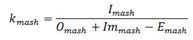 k_mash = I_mash / (O_mash + Im_mash − E_mash)